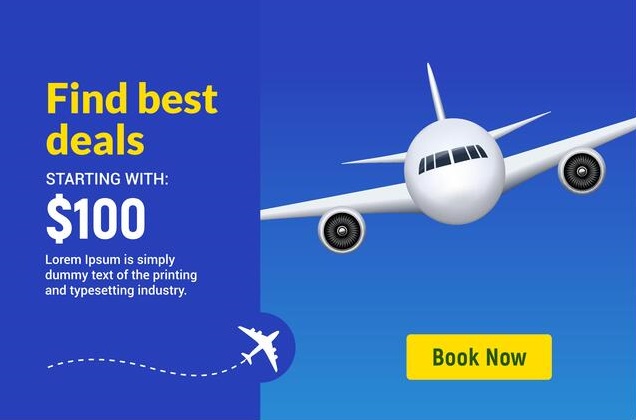 Find best
deals
STARTING WITH:
$100
Lorem Ipsum is simply
dummy text of the printing
and typesetting industry.
Book Now